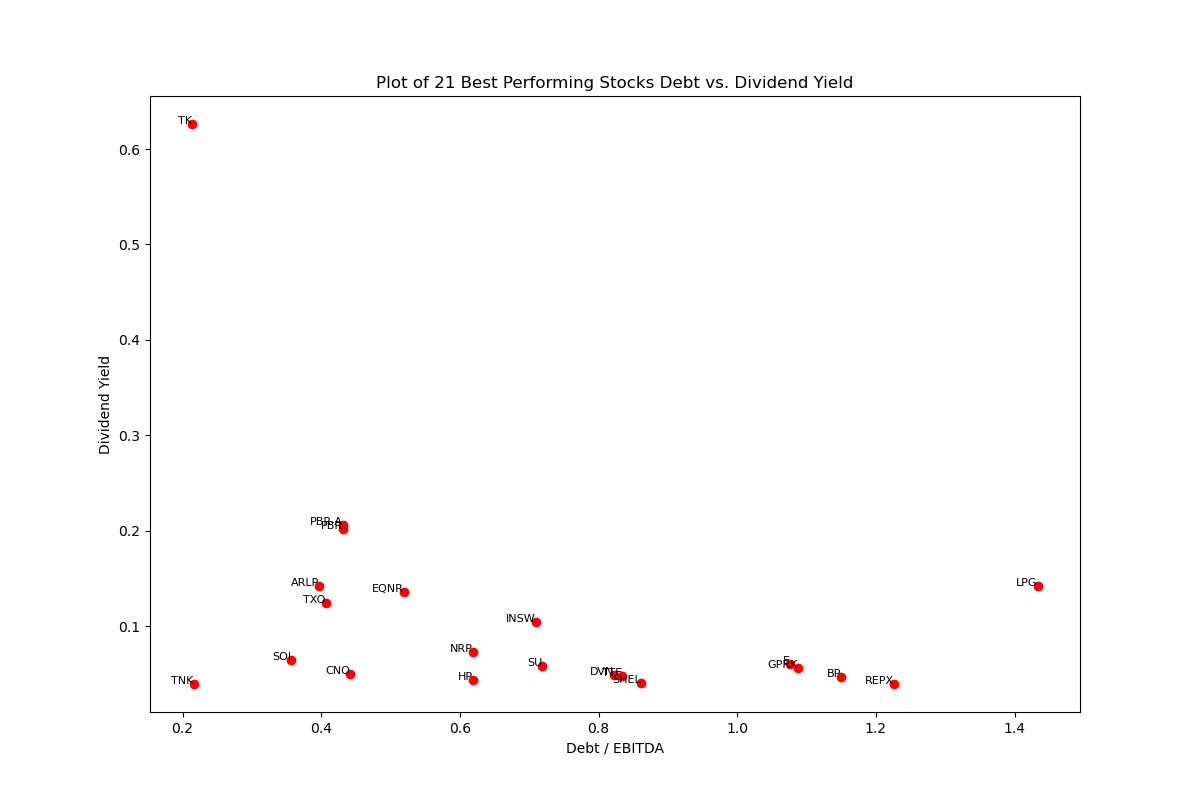 Plot of 21 Best Performing Stocks Debt vs. Dividend Yield
TK
0.6
0.5
0.4
0.3
0.2
0.1
Dividend Yield
PBR-A
PBR
ARLP
LPG
EQNR
TXO
INSW
NRP
SOL
E
SU
GPRK
CNQ
DVN
TTE
BP
HP
SHEL
TNK
REPX
0.2
0.4
0.6
0.8
1.0
1.2
1.4
Debt / EBITDA